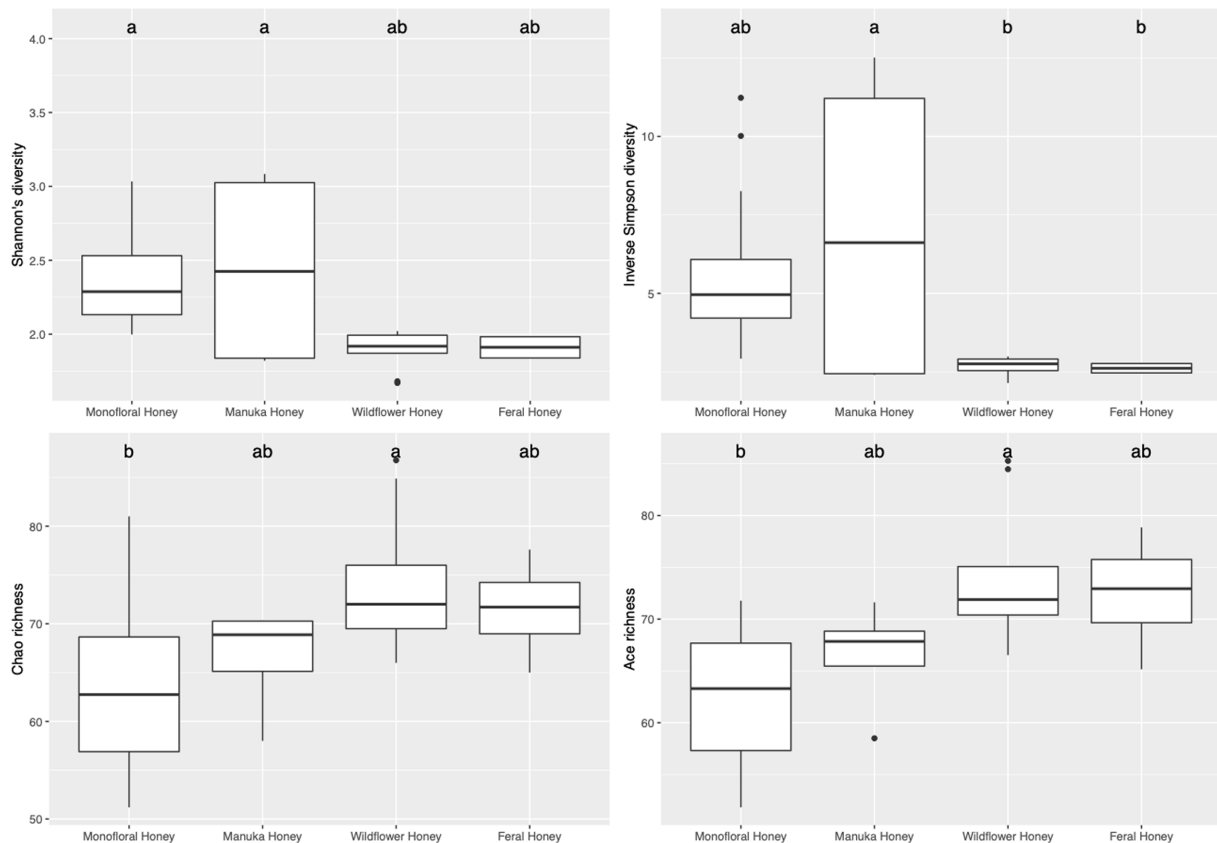 a a ab ab
4.0
3.5
3.0
2.5
2.0
Shannon's diversity
Monofloral Honey Manuka Honey Wildflower Honey Feral Honey
ab a b b
10
5
Inverse Simpson diversity
Monofloral Honey Manuka Honey Wildflower Honey Feral Honey
b ab a ab
80
70
60
50
Chao richness
Monofloral Honey Manuka Honey Wildflower Honey Feral Honey
b ab a ab
80
70
60
Ace richness
Monofloral Honey Manuka Honey Wildflower Honey Feral Honey